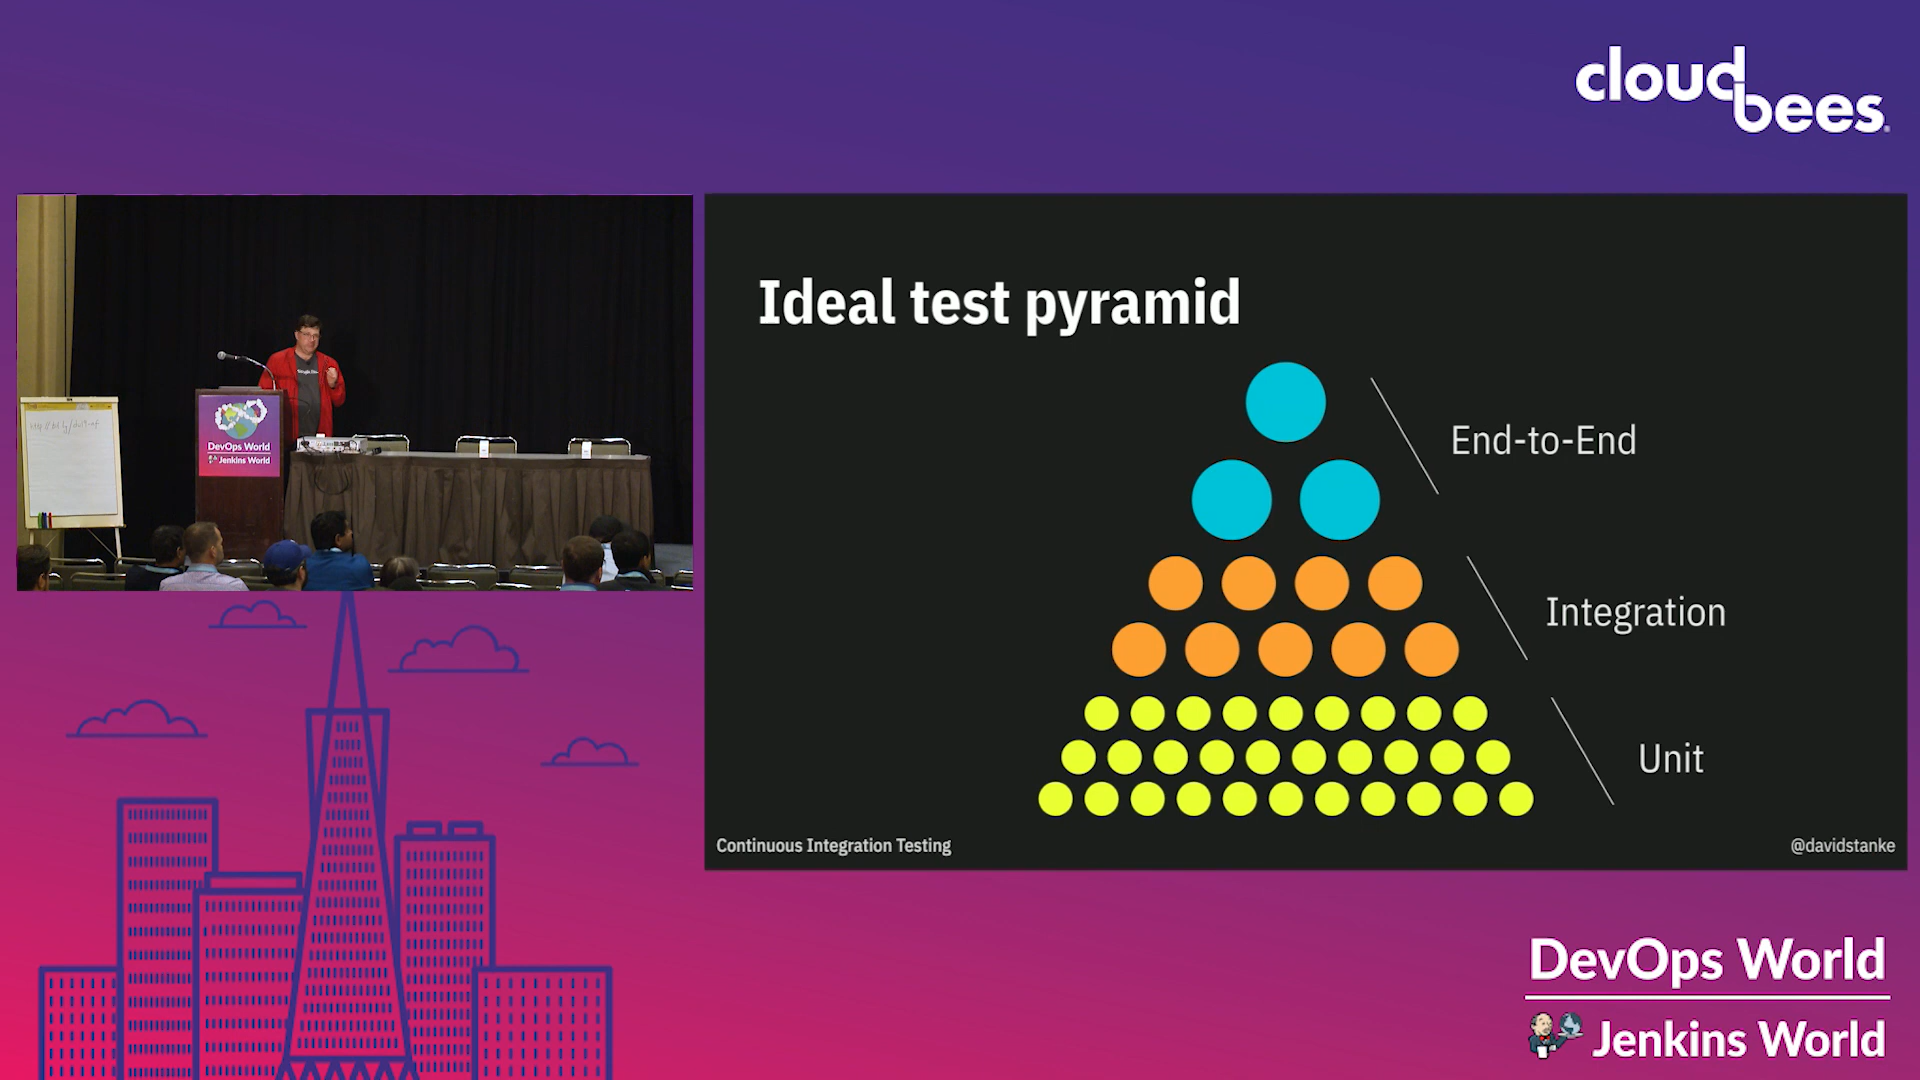 cloudbees
Ideal test pyramid
End-to-End
Integration
Unit
Continuous Integration Testing
@davidstanke
DevOps World
Jenkins World
DevOps World
Jenkins World